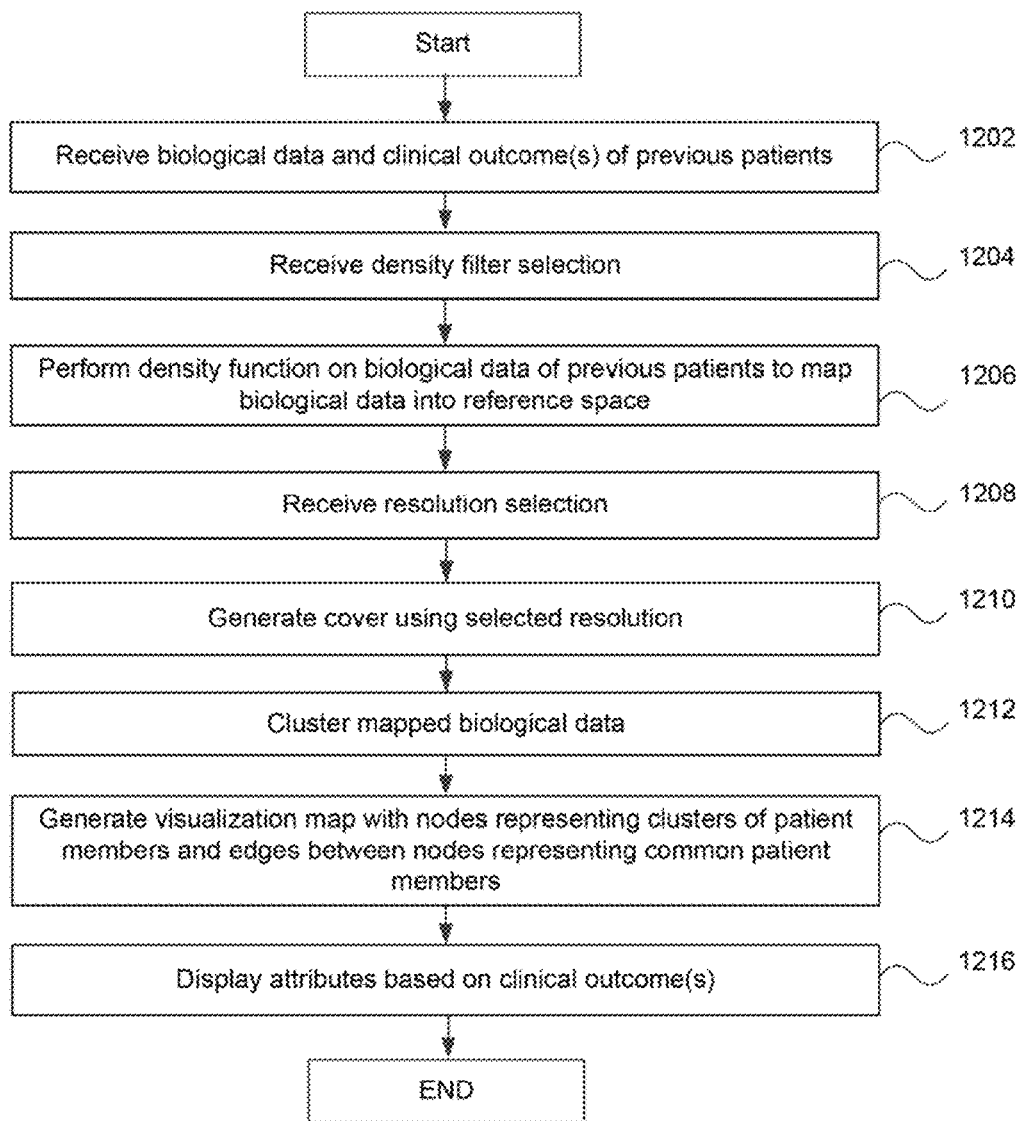 Start
Receive biological data and clinical outcome(s) of previous patients
1202
Receive density filter selection
1204
Perform density function on biological data of previous patients to map
biological data into reference space
1206
Receive resolution selection
1208
Generate cover using selected resolution
1210
Cluster mapped biological data
1212
Generate visualization map with nodes representing clusters of patient
members and edges between nodes representing common patient
members
1214
Display attributes based on clinical outcome(s)
1216
END